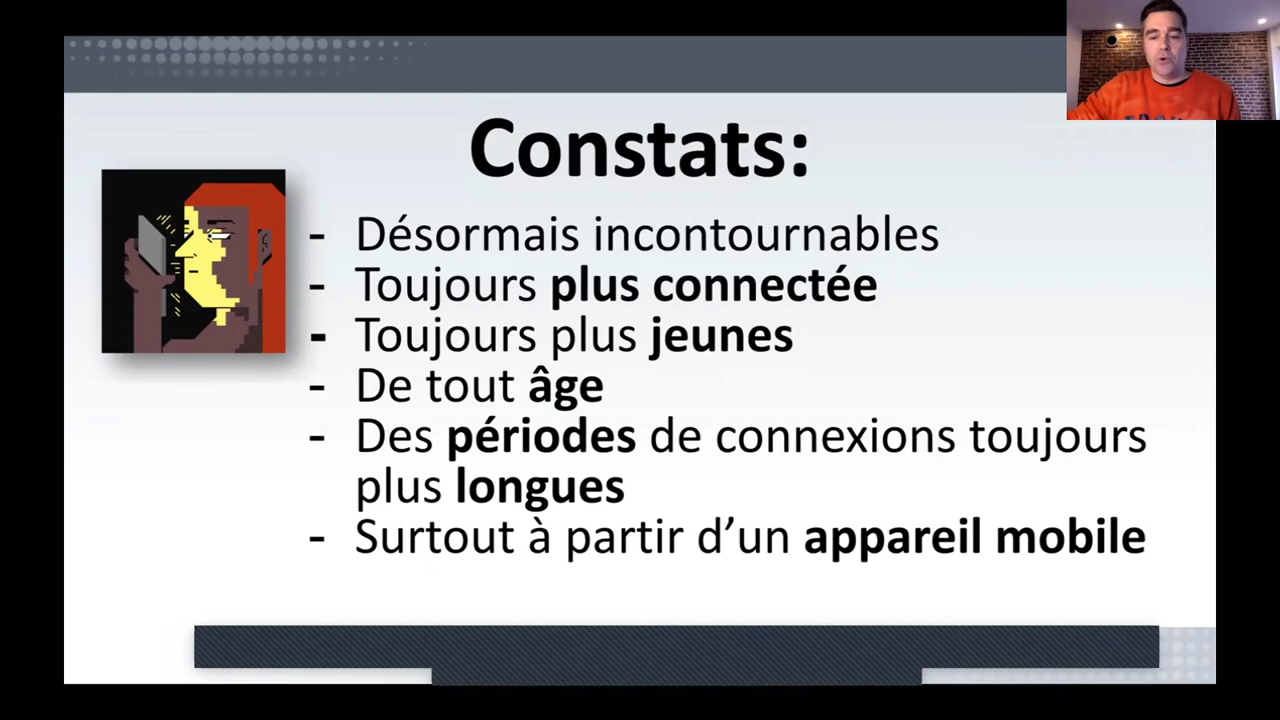 Constats:
- Désormais incontournables
- Toujours plus connectée
- Toujours plus jeunes
- De tout âge
- Des périodes de connexions toujours
plus longues
- Surtout à partir d’un appareil mobile